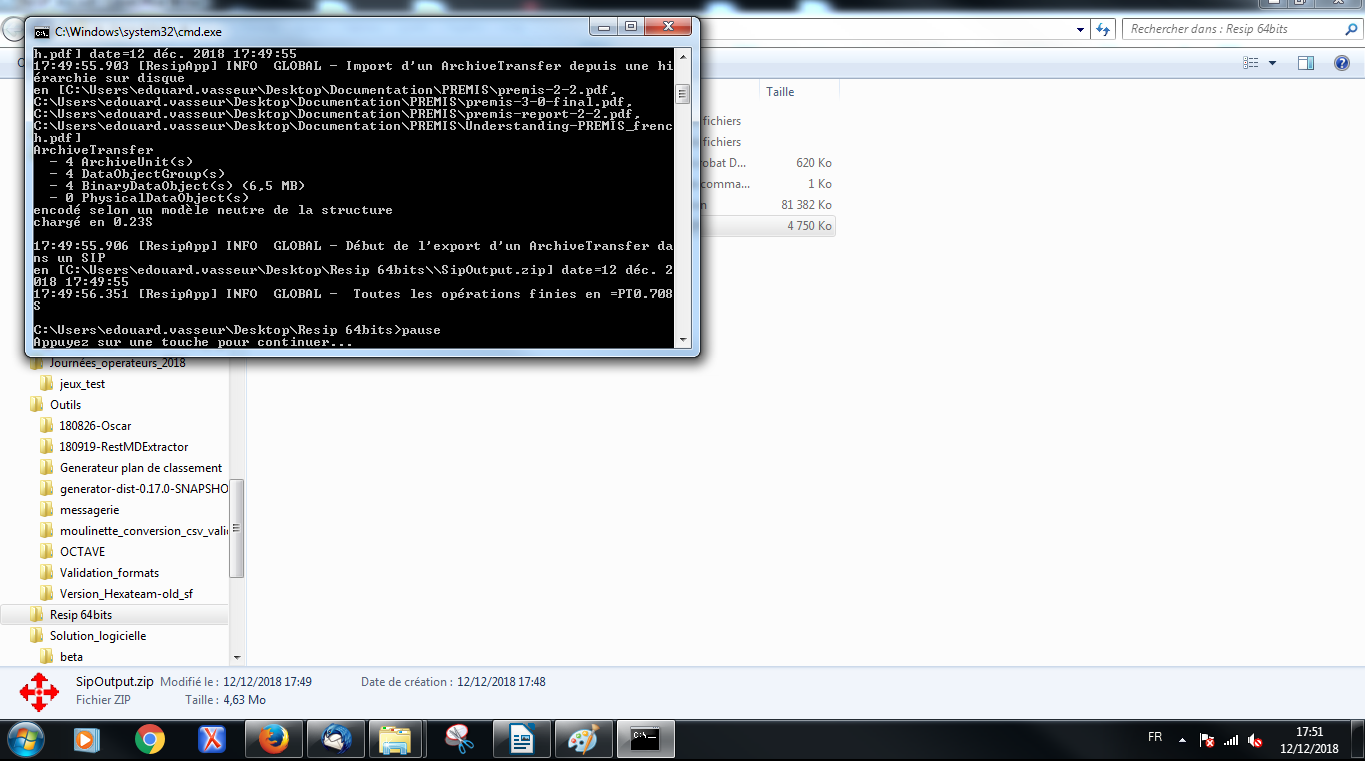 C:\Windows\system32\cmd.exe
Rechercher dans : Resip 64bits
h.pdf] date=12 déc. 2018 17:49:55
17:49:55.903 [ResipApp] INFO  GLOBAL - Import d'un ArchiveTransfer depuis une hi
érarchie sur disque
en [C:\Users\edouard.vasseur\Desktop\Documentation\PREMIS\premis-2-2.pdf,
C:\Users\edouard.vasseur\Desktop\Documentation\PREMIS\premis-3-0-final.pdf,
C:\Users\edouard.vasseur\Desktop\Documentation\PREMIS\premis-report-2-2.pdf,
C:\Users\edouard.vasseur\Desktop\Documentation\PREMIS\Understanding-PREMIS_frenc
h.pdf]
ArchiveTransfer
  - 4 ArchiveUnit(s)
  - 4 DataObjectGroup(s)
  - 4 BinaryDataObject(s) (6,5 MB)
  - 0 PhysicalDataObject(s)
encodé selon un modèle neutre de la structure
chargé en 0.23S
17:49:55.906 [ResipApp] INFO  GLOBAL - Début de l'export d'un ArchiveTransfer da
ns un SIP
en [C:\Users\edouard.vasseur\Desktop\Resip 64bits\\SipOutput.zip] date=12 déc. 2
018 17:49:55
17:49:56.351 [ResipApp] INFO  GLOBAL -  Toutes les opérations finies en =PT0.708
S
C:\Users\edouard.vasseur\Desktop\Resip 64bits>pause
Appuyez sur une touche pour continuer...
Taille
fichiers
fichiers
robat D... 620 Ko
comma... 1 Ko
n 81 382 Ko
4 750 Ko
Journées_operateurs_2018
jeux_test
Outils
180826-Oscar
180919-RestMDExtractor
Generateur plan de classement
generator-dist-0.17.0-SNAPSHO
messagerie
moulinette_conversion_csv_vali
OCTAVE
Validation_formats
Version_Hexateam-old_sf
Resip 64bits
Solution_logicielle
beta
SipOutput.zip Modifié le : 12/12/2018 17:49 Date de création : 12/12/2018 17:48
Fichier ZIP Taille : 4,63 Mo
FR 17:51
12/12/2018